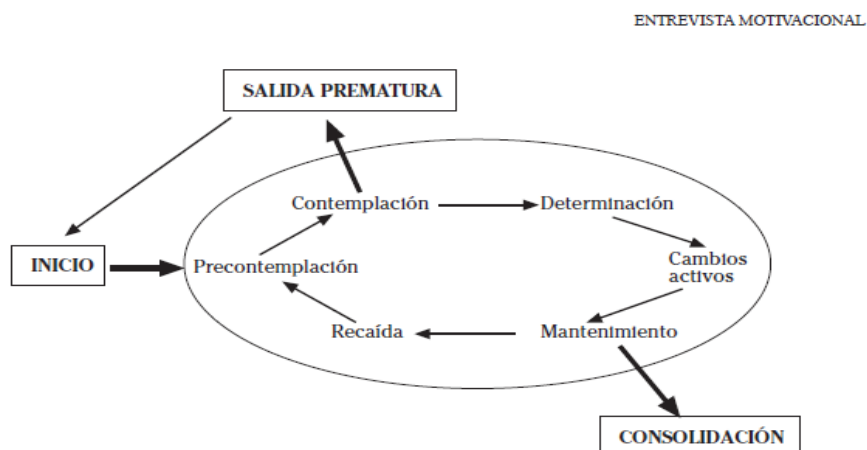 ENTREVISTA MOTIVACIONAL
SALIDA PREMATURA
Contemplación
Determinación
INICIO
Precontemplación
Cambios
activos
Recaída
Mantenimiento
CONSOLIDACIÓN